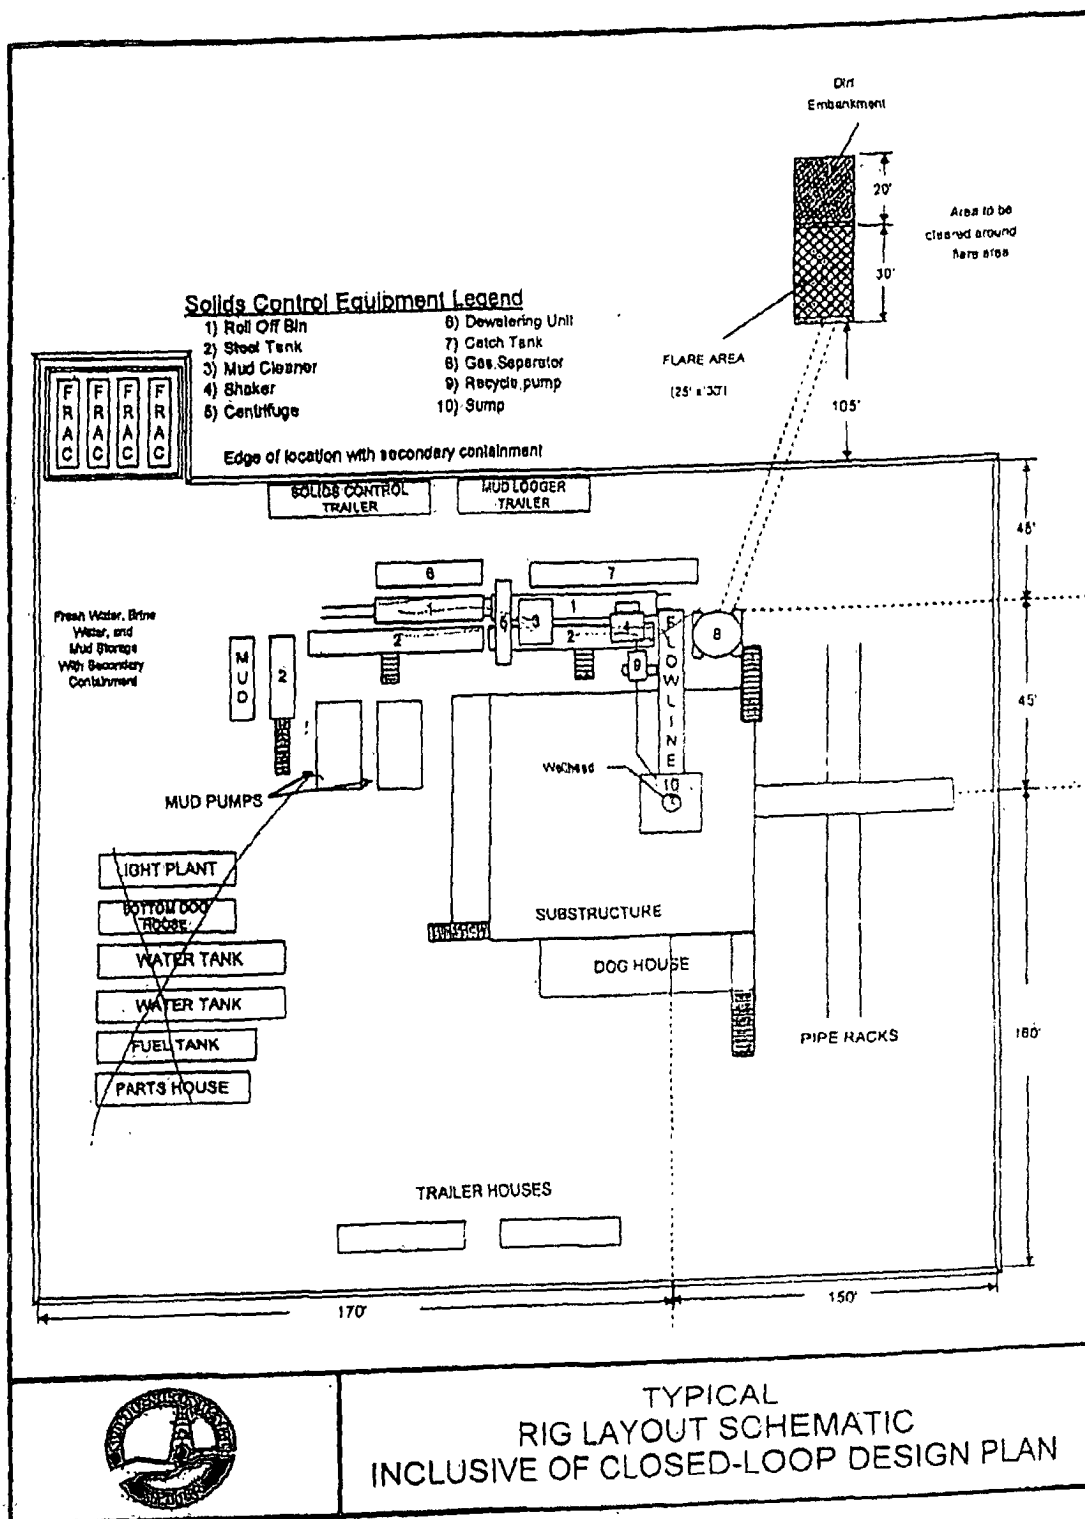 Dirt
Embankment
20'
Area to be
cleared around
flare area
30'
Solids Control Equipment Legend
1) Roll Off Bin
2) Steel Tank
3) Mud Cleaner
4) Shaker
5) Centrifuge
6) Dewatering Unit
7) Catch Tank
8) Gas Separator
9) Recycle pump
10) Sump
FLARE AREA
(25' x 30')
105'
FRAC
FRAC
FRAC
FRAC
Edge of location with secondary containment
SOLIDS CONTROL
TRAILER
MUD LOGGER
TRAILER
45'
6
7
1
5
3
1
4
2
2
9
8
FLOWLINE
Fresh Water, Brine
Water, and
Mud Storage
With Secondary
Containment
MUD
2
45'
Wellhead
10
MUD PUMPS
LIGHT PLANT
BOTTOM DOG
HOUSE
WATER TANK
WATER TANK
FUEL TANK
PARTS HOUSE
SUBSTRUCTURE
DOG HOUSE
PIPE RACKS
160'
TRAILER HOUSES
170'
150'
TYPICAL
RIG LAYOUT SCHEMATIC
INCLUSIVE OF CLOSED-LOOP DESIGN PLAN